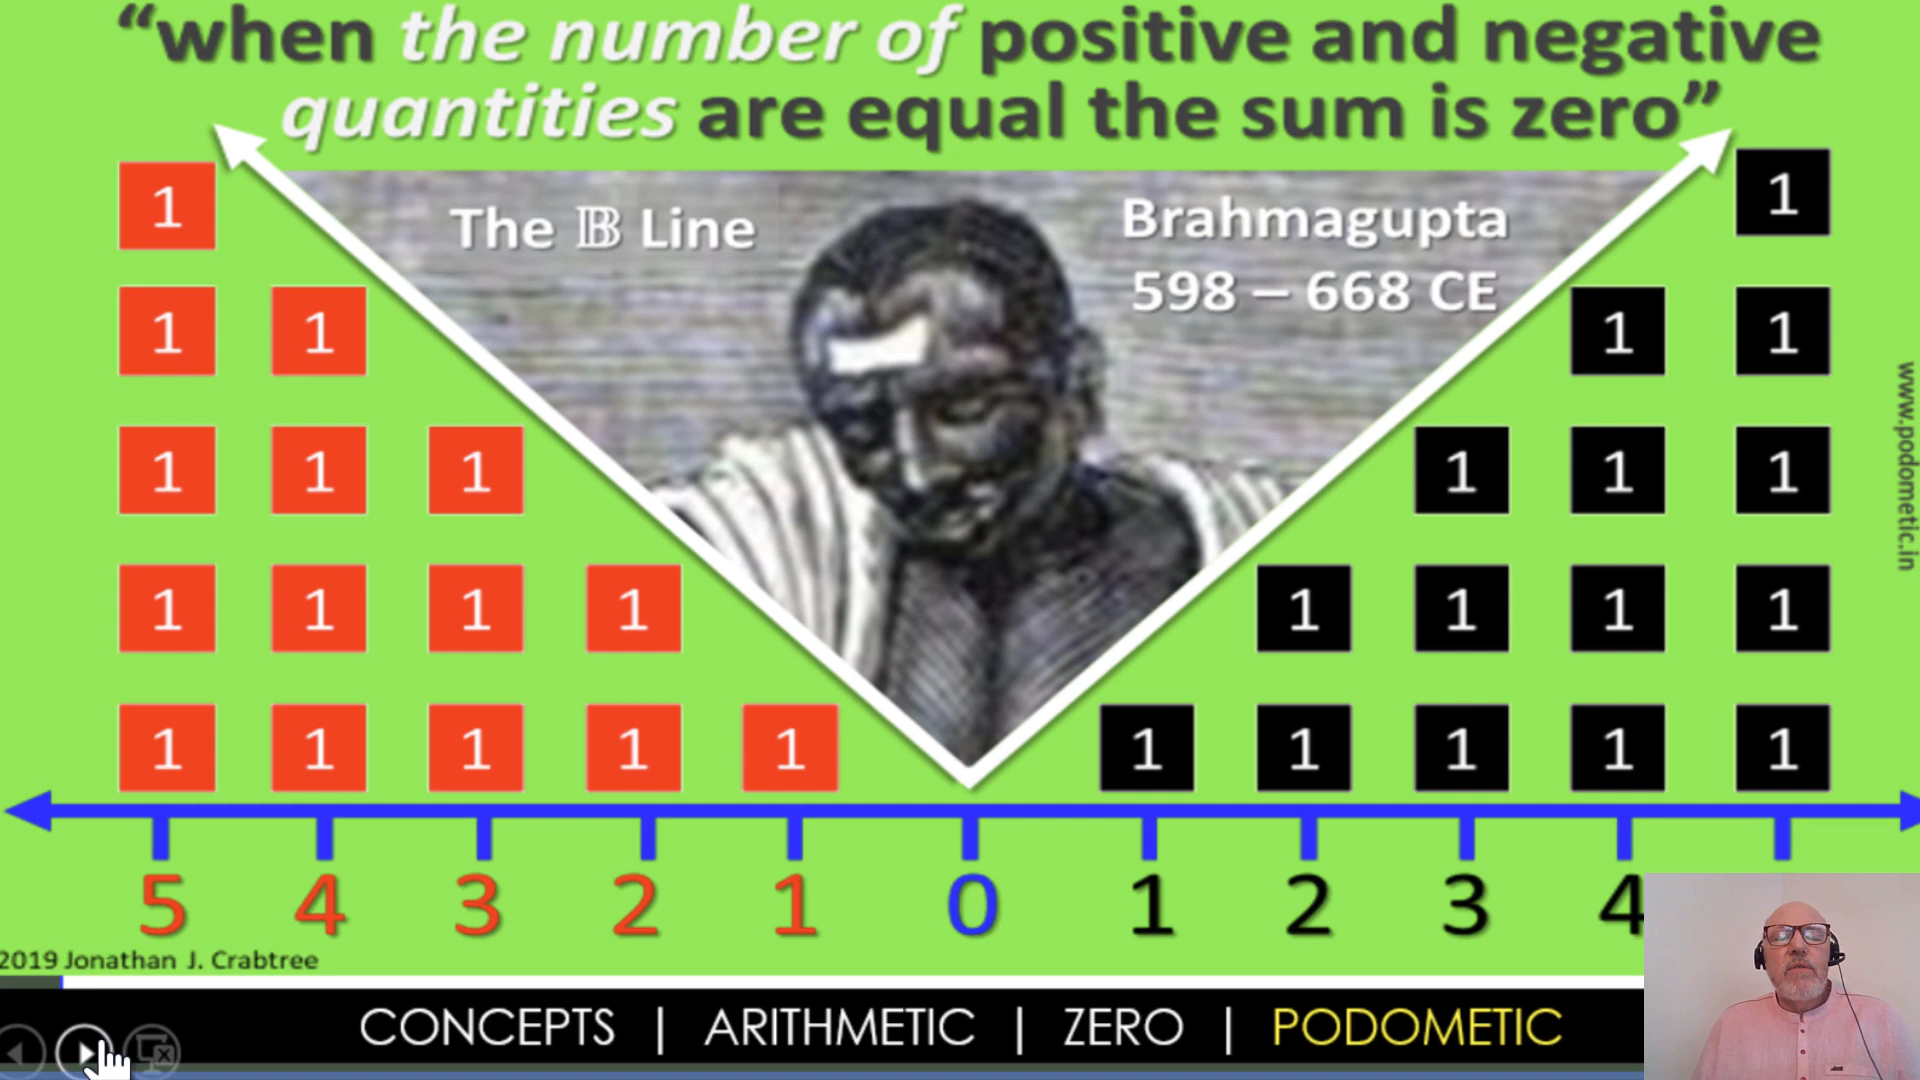 “when the number of positive and negative
quantities are equal the sum is zero”
The 𝔹 Line
Brahmagupta
598 – 668 CE
1 1
1 1 1 1
1 1 1 1 1 1
1 1 1 1 1 1 1 1
1 1 1 1 1 1 1 1 1 1
5 4 3 2 1 0 1 2 3 4
www.podometic.in
2019 Jonathan J. Crabtree
CONCEPTS | ARITHMETIC | ZERO | PODOMETIC